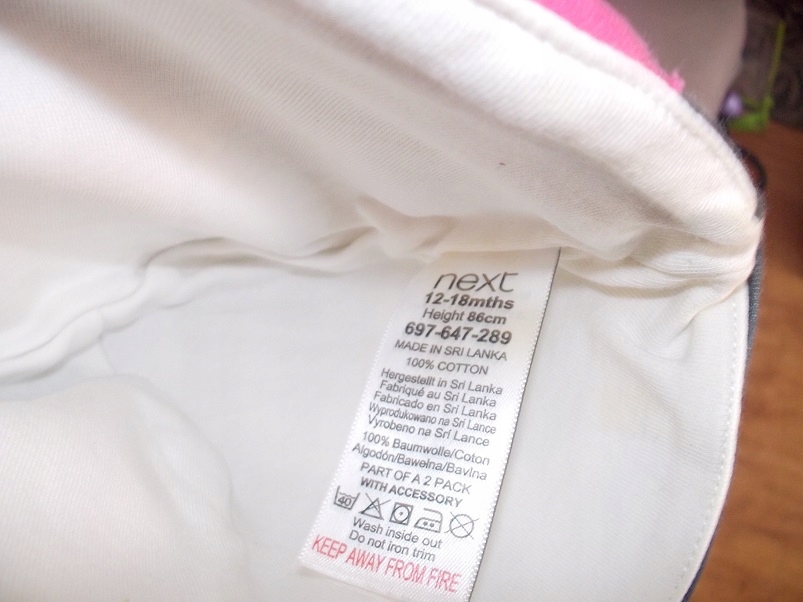 next
12-18mths
Height 86cm
697-647-289
MADE IN SRI LANKA
100% COTTON
Hergestellt in Sri Lanka
Fabriqué au Sri Lanka
Fabricado en Sri Lanka
Wyprodukowano na Sri Lance
Vyrobeno na Srí Lance
100% Baumwolle/Coton
Algodón/Bawełna/Bavlna
PART OF A 2 PACK
WITH ACCESSORY
40
Wash inside out
Do not iron trim
KEEP AWAY FROM FIRE